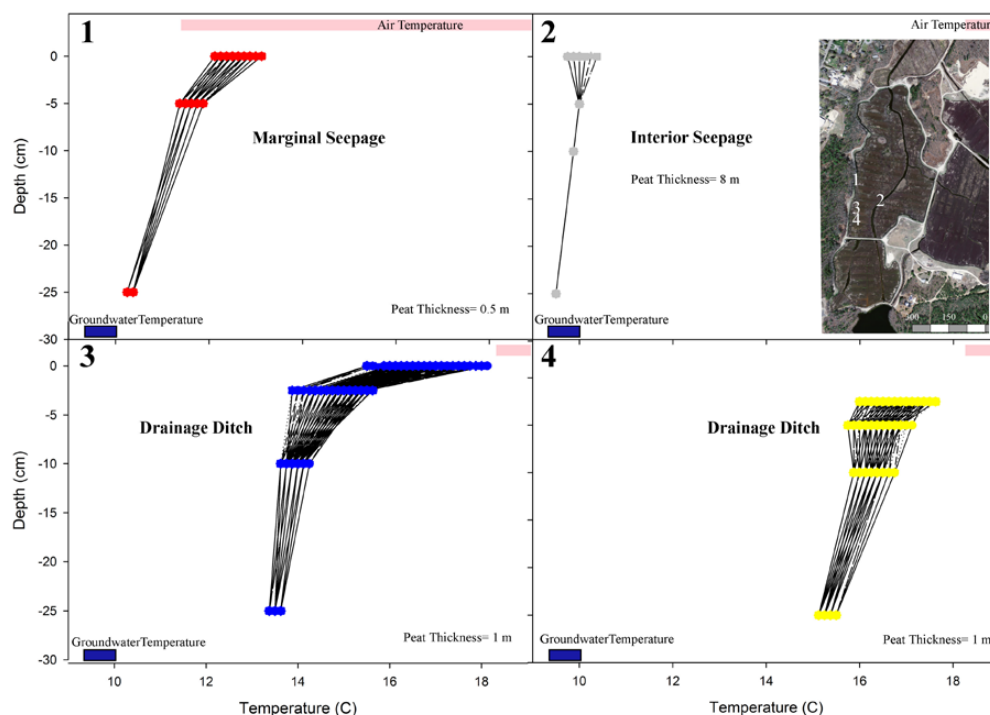 1
Air Temperature
0
-5
-10
-15
-20
-25
-30
Depth (cm)
Marginal Seepage
Peat Thickness= 0.5 m
GroundwaterTemperature
2
Air Temperatur
Interior Seepage
Peat Thickness= 8 m
1
2
3
4
150
0
GroundwaterTemperature
3
0
-5
-10
-15
-20
-25
-30
Depth (cm)
Drainage Ditch
Peat Thickness= 1 m
GroundwaterTemperature
10
12
14
16
18
Temperature (C)
4
Drainage Ditch
Peat Thickness= 1 m
GroundwaterTemperature
10
12
14
16
18
Temperature (C)